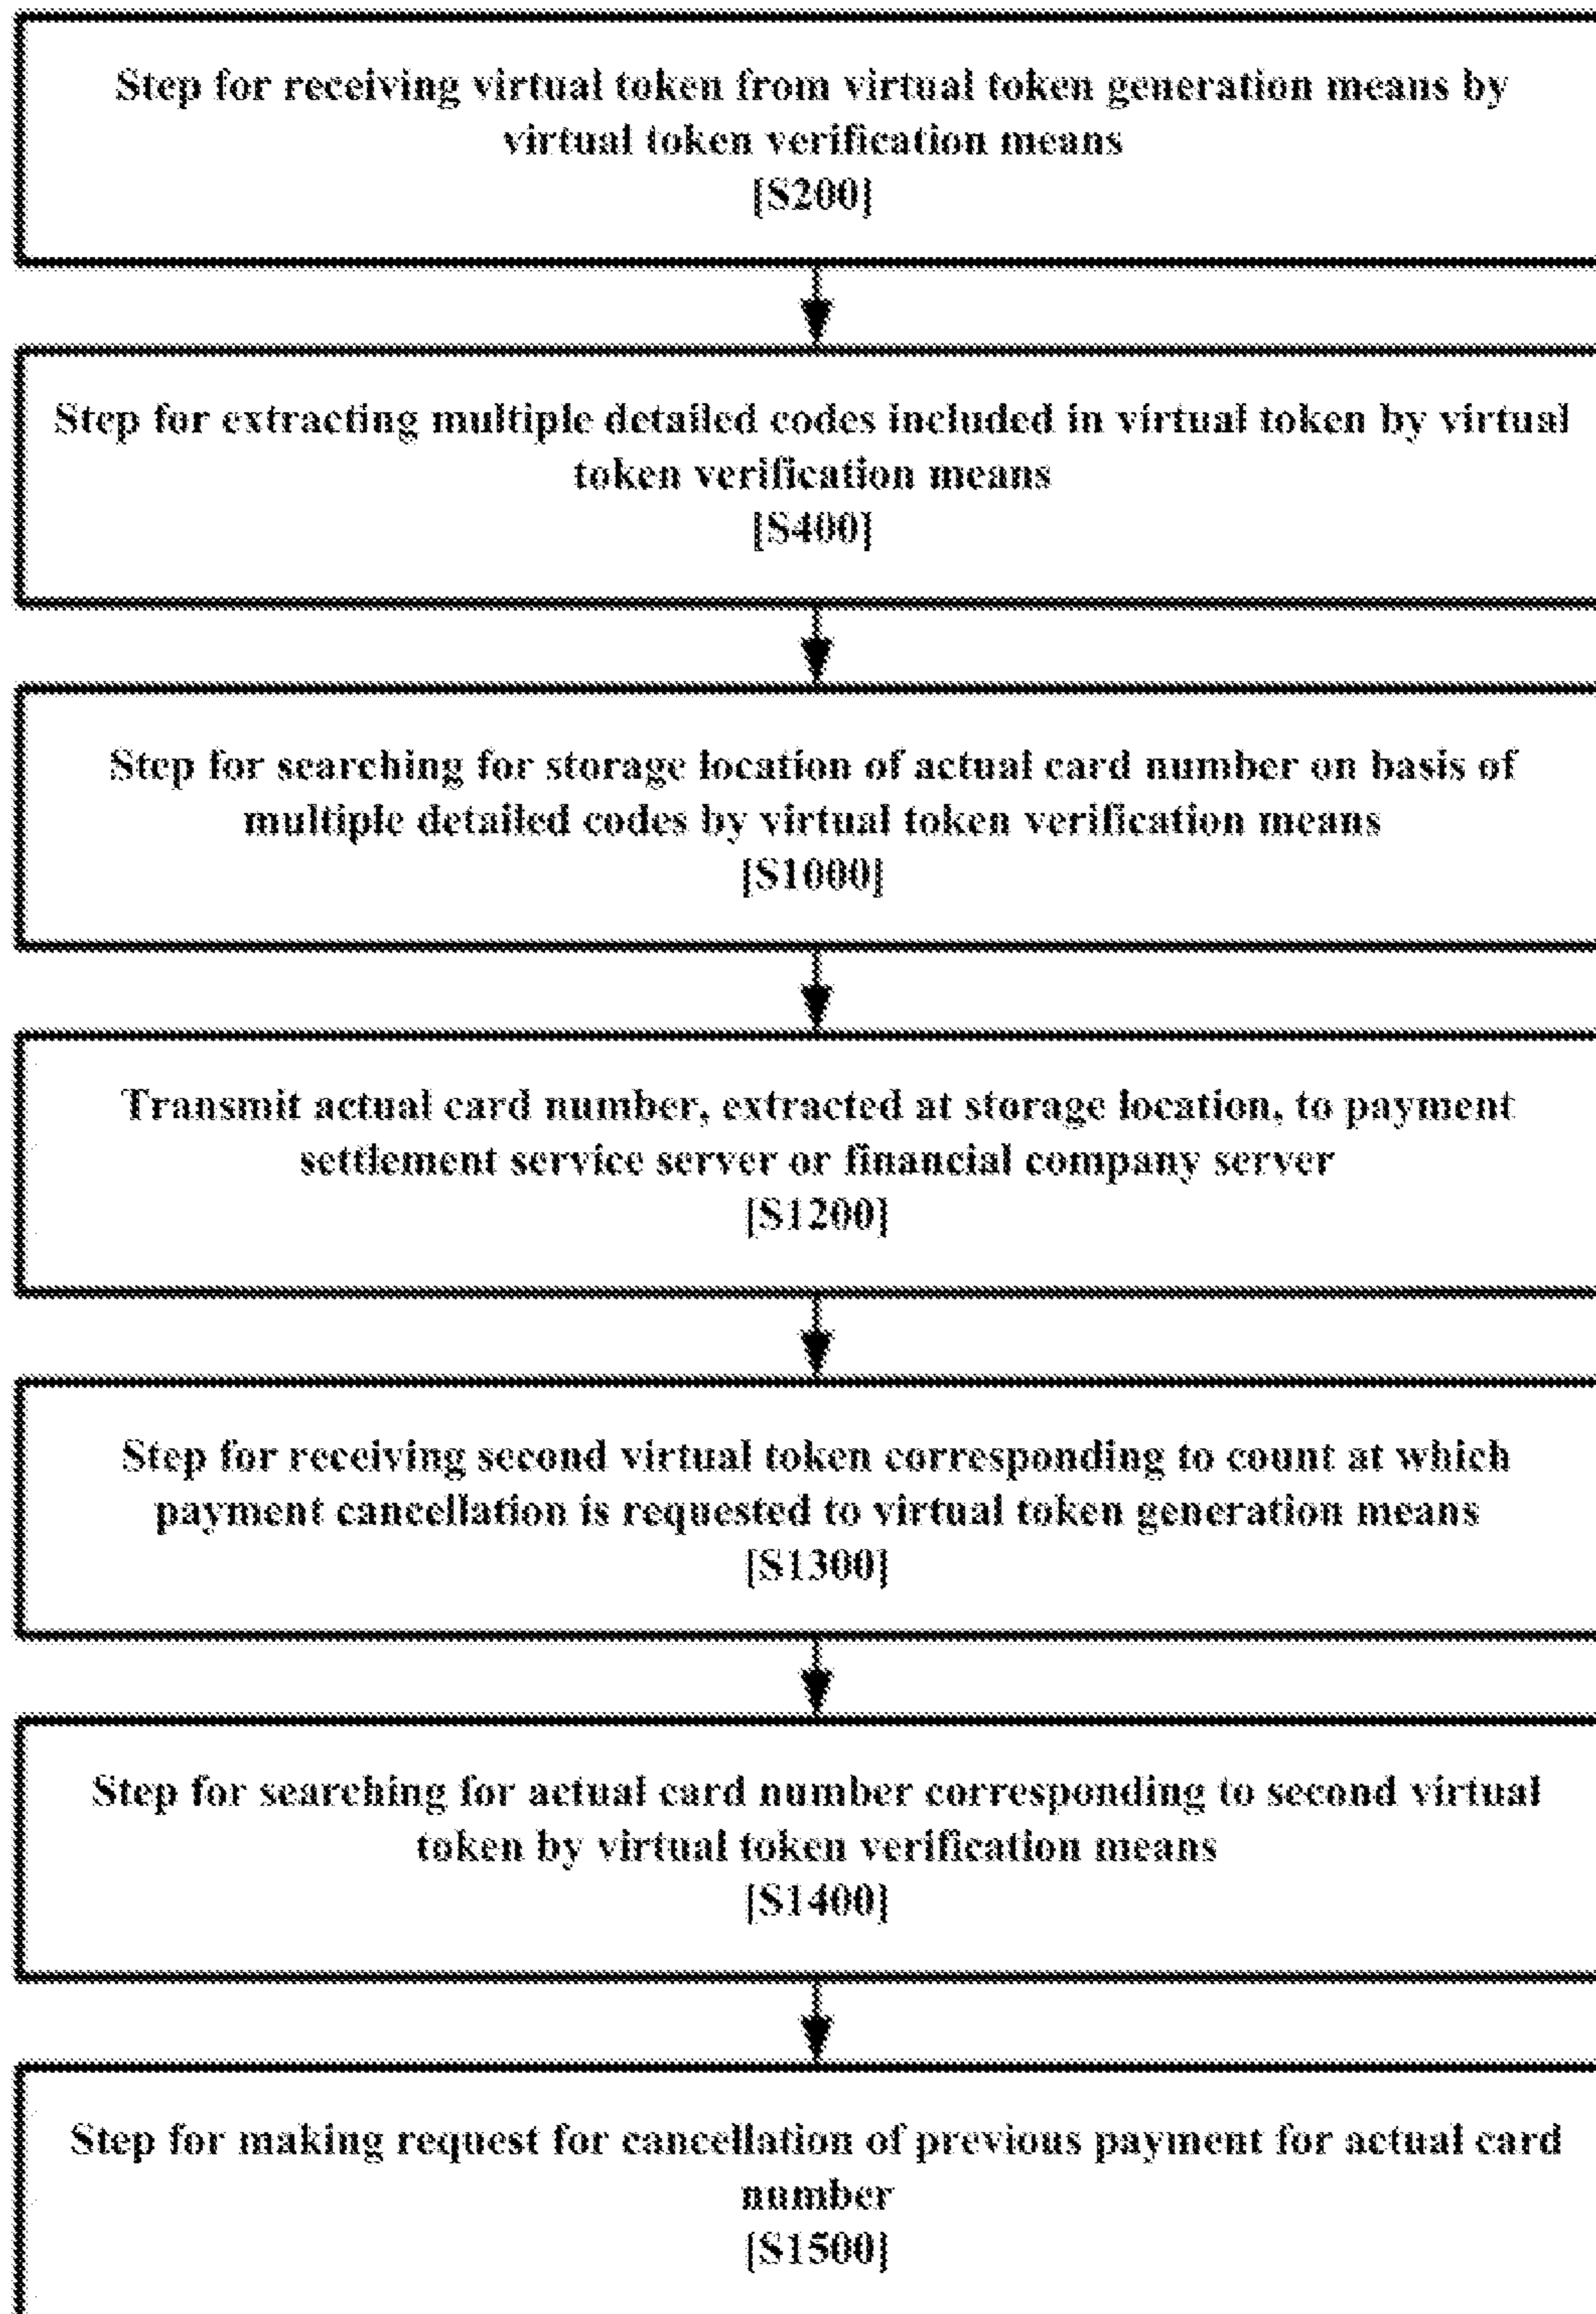 Step for receiving virtual token from virtual token generation means by
virtual token verification means
[S200]
Step for extracting multiple detailed codes included in virtual token by virtual
token verification means
[S400]
Step for searching for storage location of actual card number on basis of
multiple detailed codes by virtual token verification means
[S1000]
Transmit actual card number, extracted at storage location, to payment
settlement service server or financial company server
[S1200]
Step for receiving second virtual token corresponding to count at which
payment cancellation is requested to virtual token generation means
[S1300]
Step for searching for actual card number corresponding to second virtual
token by virtual token verification means
[S1400]
Step for making request for cancellation of previous payment for actual card
number
[S1500]